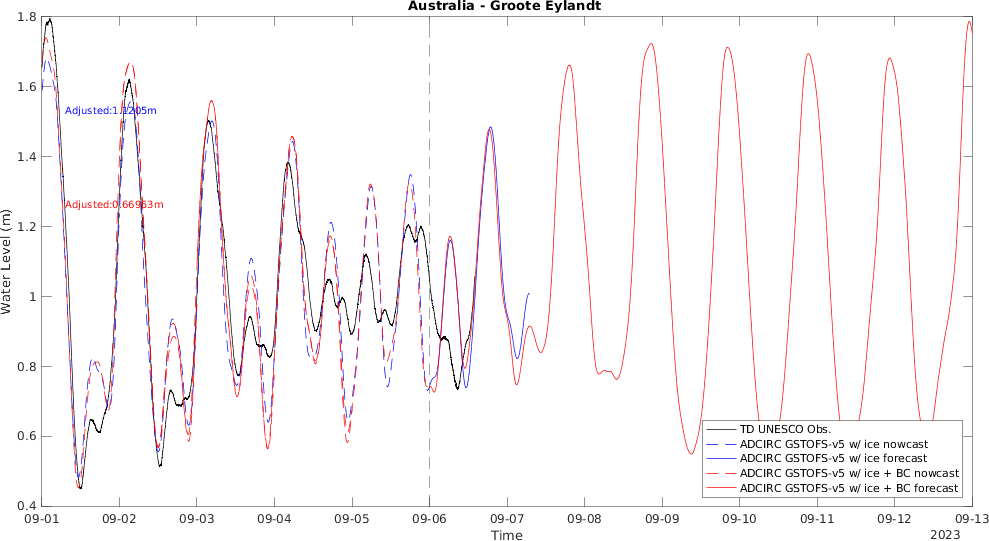 Australia - Groote Eylandt
1.8
1.6
1.4
1.2
1
0.8
0.6
0.4
Water Level (m)
Adjusted:1.1205m
Adjusted:0.66963m
TD UNESCO Obs.
ADCIRC GSTOFS-v5 w/ ice nowcast
ADCIRC GSTOFS-v5 w/ ice forecast
ADCIRC GSTOFS-v5 w/ ice + BC nowcast
ADCIRC GSTOFS-v5 w/ ice + BC forecast
09-01 09-02 09-03 09-04 09-05 09-06 09-07 09-08 09-09 09-10 09-11 09-12 09-13
Time
2023